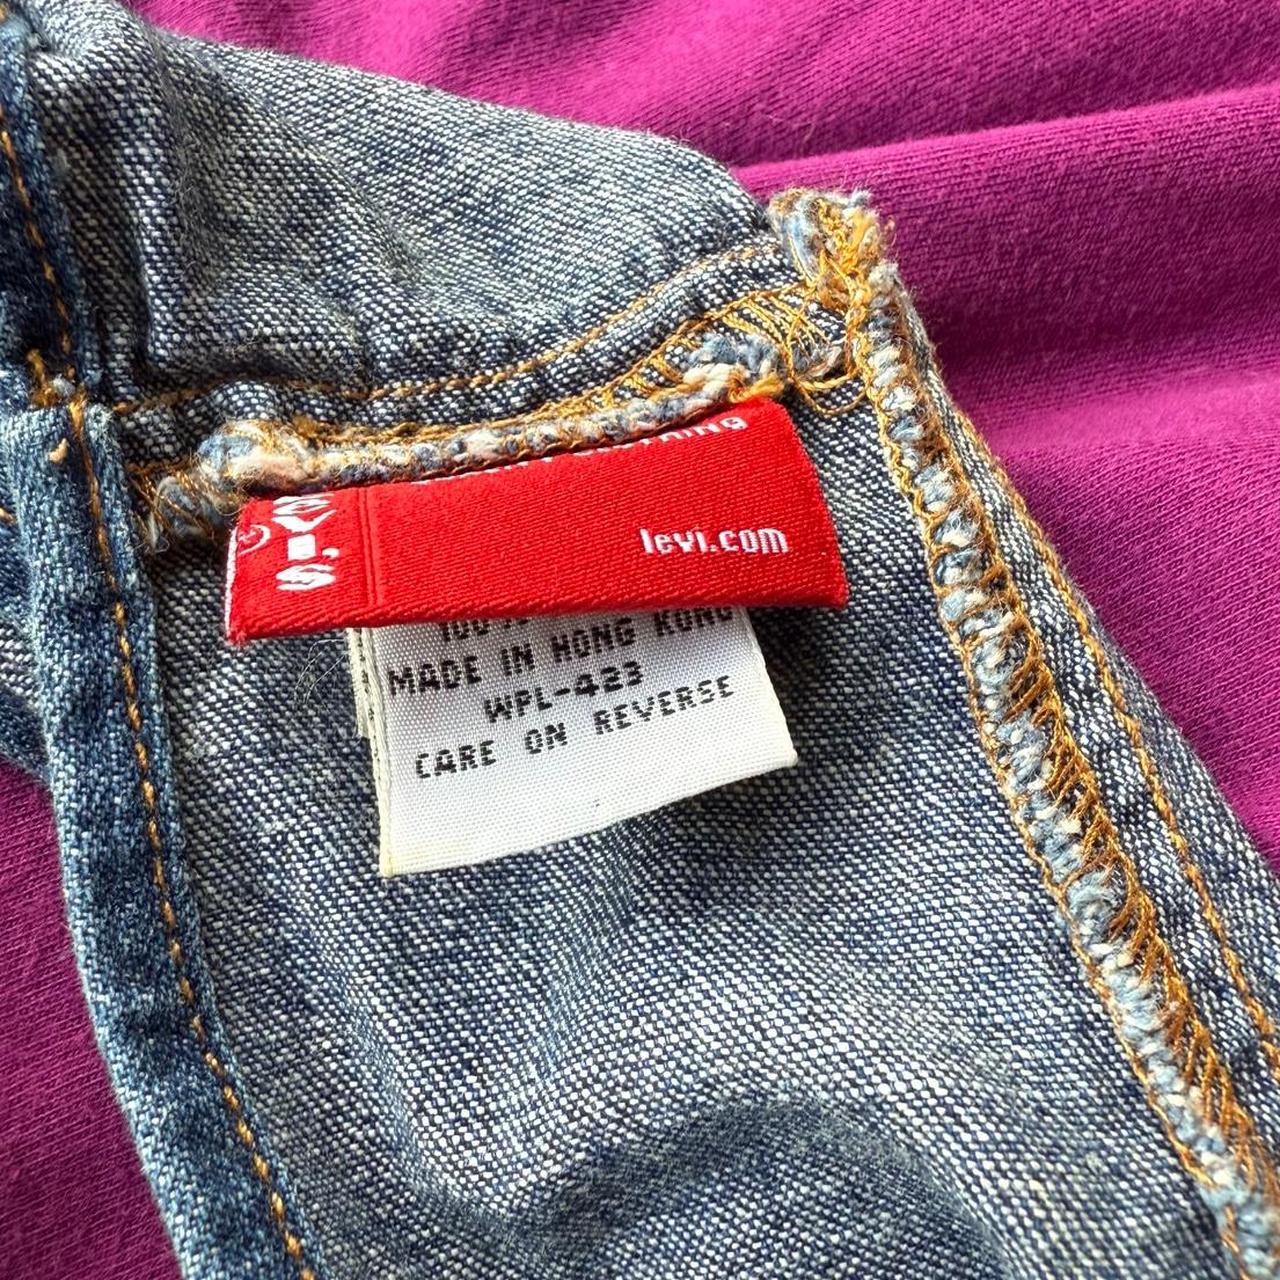 levi.com
MADE IN HONG KONG
WPL-423
CARE ON REVERSE